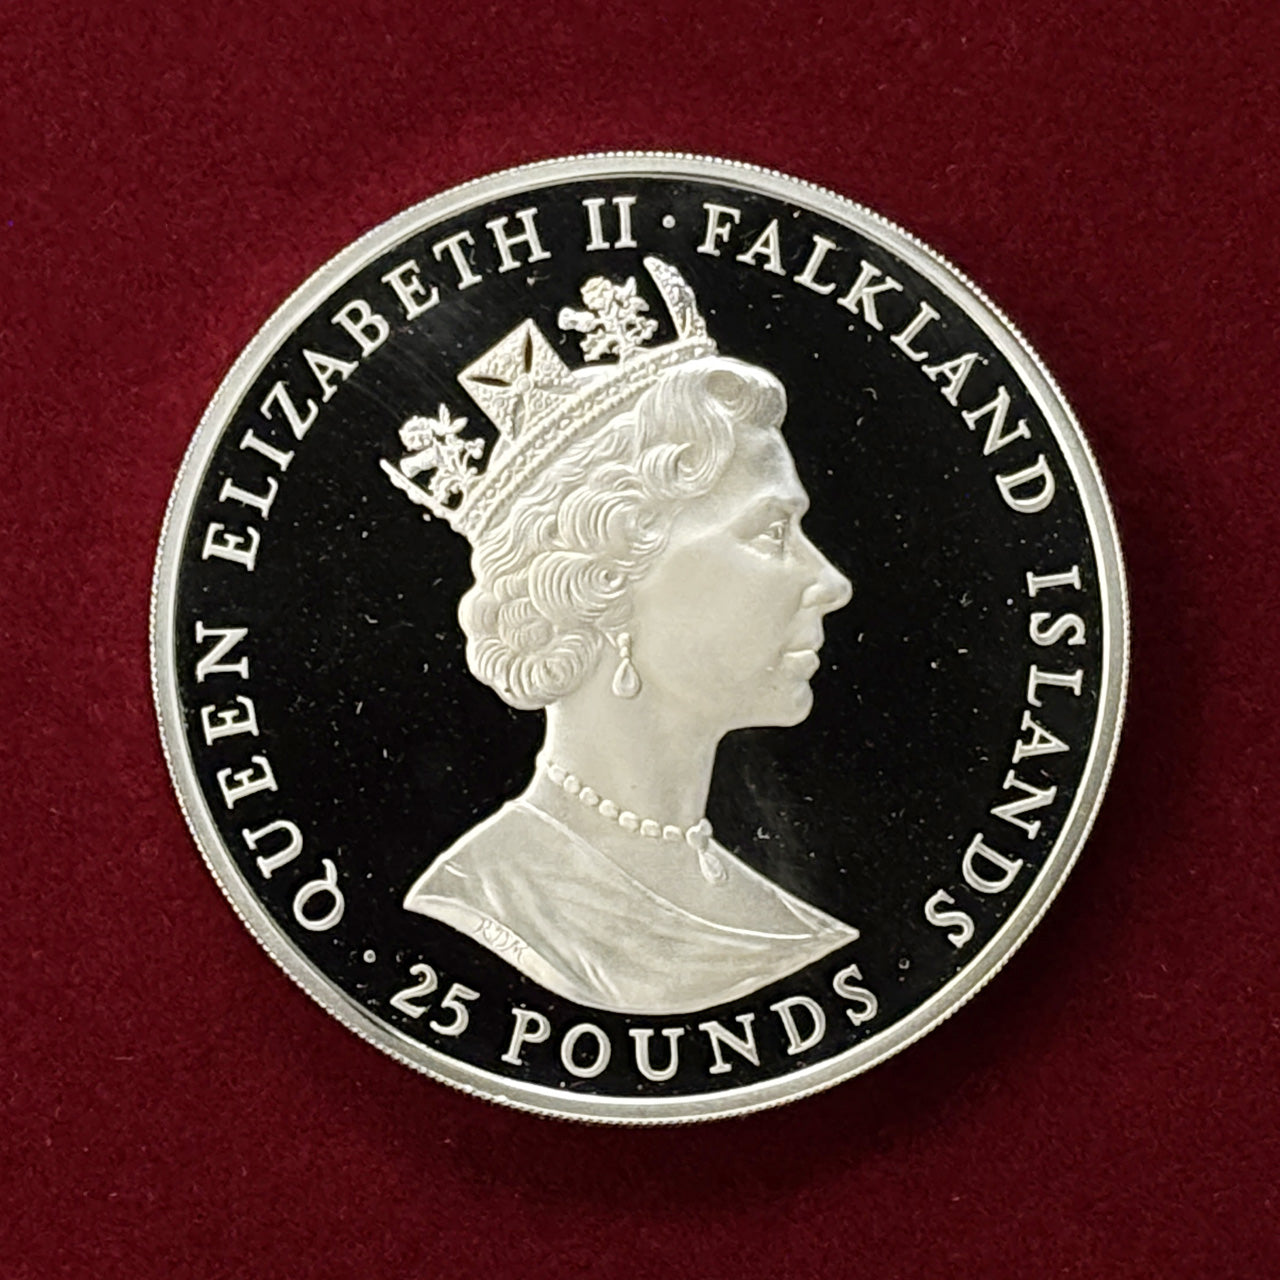 QUEEN ELIZABETH II · FALKLAND ISLANDS ·
25 POUNDS ·
RDM